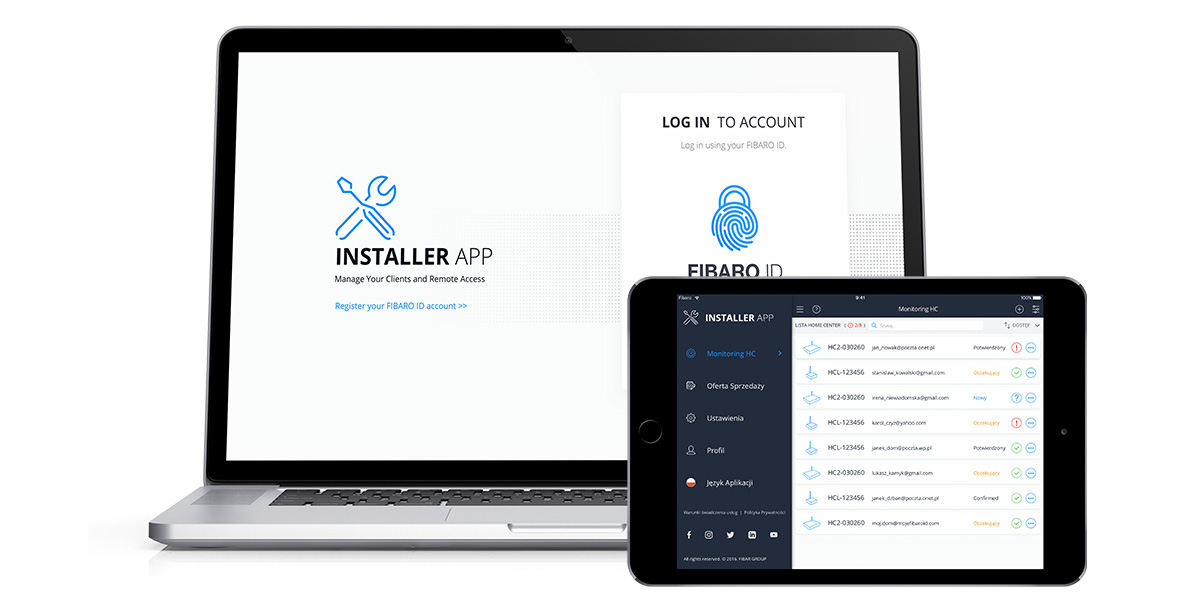 LOG IN TO ACCOUNT
Log in using your FIBARO ID.
INSTALLER APP
Manage Your Clients and Remote Access
Register your FIBARO ID account >>
FIBARO ID
Fibaro
9:41
100%
INSTALLER APP
Monitoring HC
Oferta Sprzedaży
Ustawienia
Profil
Język Aplikacji
Warunki świadczenia usług | Polityka Prywatności
All rights reserved. © 2016. FIBAR GROUP
Monitoring HC
LISTA HOME CENTER ( 2/8 ) Szukaj... DOSTĘP
HC2-030260 jan_nowak@poczta.onet.pl Potwierdzony
HCL-123456 stanislaw_kowalski@gmail.com Oczekujący
HC2-030260 irena_niewiadomska@gmail.com Nowy
HCL-123456 karol_czyz@yahoo.com Oczekujący
HCL-123456 janek_dom@poczta.wp.pl Potwierdzony
HC2-030260 lukasz_kamyk@gmail.com Oczekujący
HCL-123456 janek_dzban@poczta.onet.pl Confirmed
HC2-030260 moj.dom@mojefibaroid.com Oczekujący